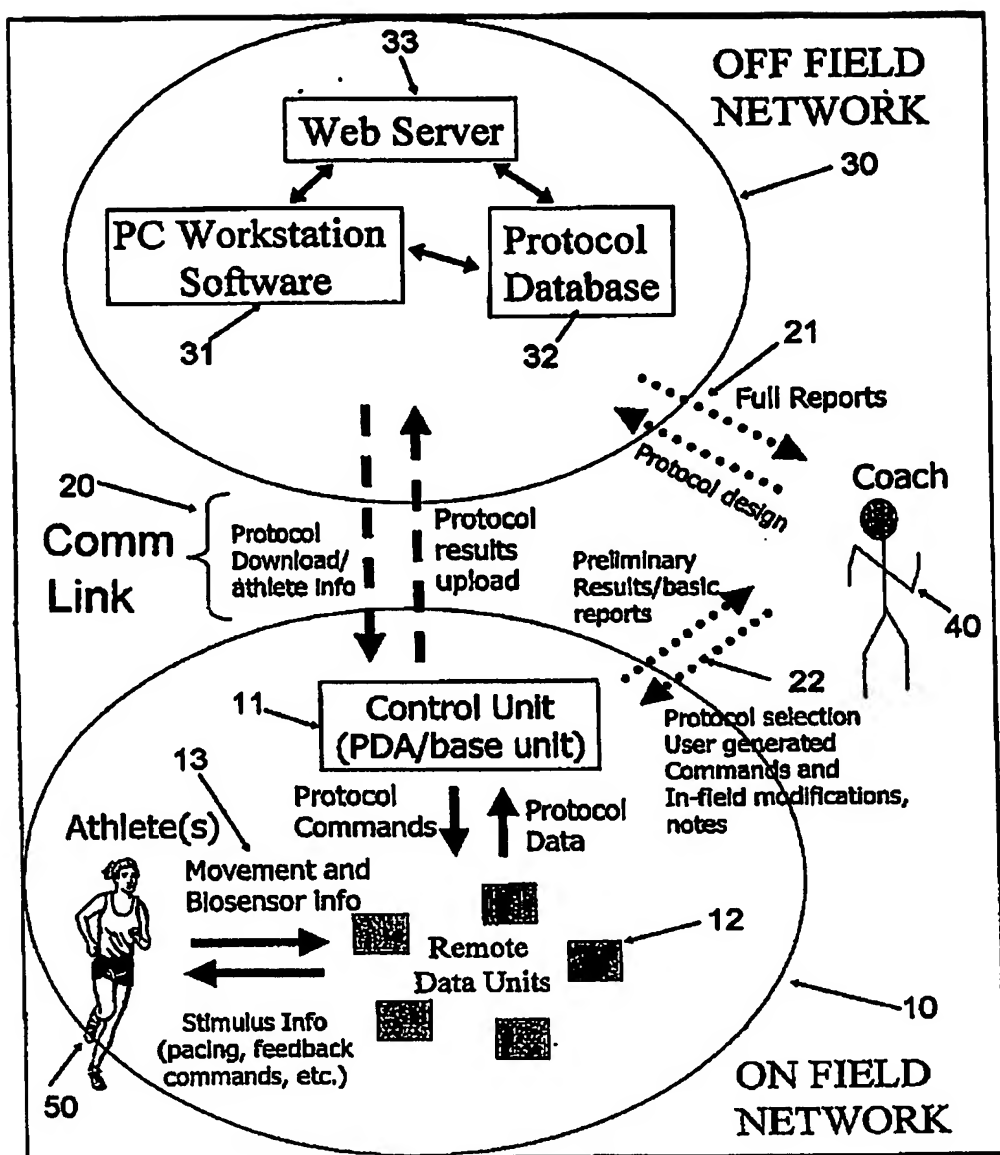 33
OFF FIELD
NETWORK
Web Server
30
PC Workstation
Software
Protocol
Database
31
32
21
Full Reports
Protocol design
Coach
20
Comm
Link
Protocol
Download/
athlete info
Protocol
results
upload
Preliminary
Results/basic
reports
40
22
11
Control Unit
(PDA/base unit)
Protocol selection
User generated
Commands and
In-field modifications,
notes
13
Protocol
Commands
Protocol
Data
Athlete(s)
Movement and
Biosensor info
12
Remote
Data Units
Stimulus Info
(pacing, feedback
commands, etc.)
10
50
ON FIELD
NETWORK